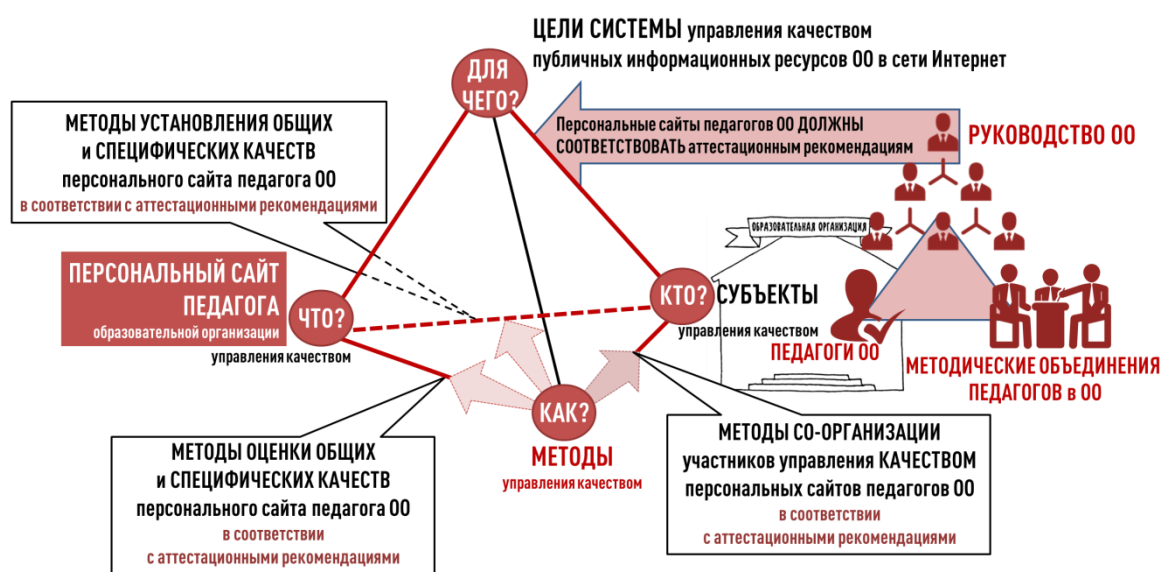 ЦЕЛИ СИСТЕМЫ управления качеством
публичных информационных ресурсов ОО в сети Интернет
ДЛЯ
ЧЕГО?
МЕТОДЫ УСТАНОВЛЕНИЯ ОБЩИХ
и СПЕЦИФИЧЕСКИХ КАЧЕСТВ
персонального сайта педагога ОО
в соответствии с аттестационными рекомендациями
Персональные сайты педагогов ОО ДОЛЖНЫ
СООТВЕТСТВОВАТЬ аттестационным рекомендациям
РУКОВОДСТВО ОО
ОБРАЗОВАТЕЛЬНАЯ ОРГАНИЗАЦИЯ
ПЕРСОНАЛЬНЫЙ САЙТ
ПЕДАГОГА
образовательной организации
ЧТО?
управления качеством
КТО?
СУБЪЕКТЫ
управления качеством
ПЕДАГОГИ ОО
МЕТОДИЧЕСКИЕ ОБЪЕДИНЕНИЯ
ПЕДАГОГОВ в ОО
КАК?
МЕТОДЫ
управления качеством
МЕТОДЫ ОЦЕНКИ ОБЩИХ
и СПЕЦИФИЧЕСКИХ КАЧЕСТВ
персонального сайта педагога ОО
в соответствии
с аттестационными рекомендациями
МЕТОДЫ СО-ОРГАНИЗАЦИИ
участников управления КАЧЕСТВОМ
персональных сайтов педагогов ОО
в соответствии
с аттестационными рекомендациями